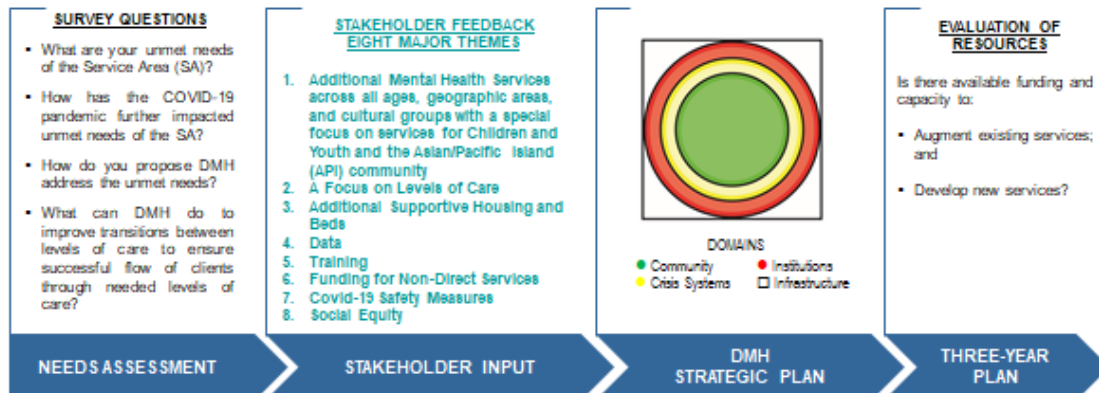 SURVEY QUESTIONS
▪ What are your unmet needs
of the Service Area (SA)?
▪ How has the COVID-19
pandemic further impacted
unmet needs of the SA?
▪ How do you propose DMH
address the unmet needs?
▪ What can DMH do to
improve transitions between
levels of care to ensure
successful flow of clients
through needed levels of
care?
NEEDS ASSESSMENT
STAKEHOLDER FEEDBACK
EIGHT MAJOR THEMES
1. Additional Mental Health Services
across all ages, geographic areas,
and cultural groups with a special
focus on services for Children and
Youth and the Asian/Pacific Island
(API) community
2. A Focus on Levels of Care
3. Additional Supportive Housing and
Beds
4. Data
5. Training
6. Funding for Non-Direct Services
7. Covid-19 Safety Measures
8. Social Equity
STAKEHOLDER INPUT
DOMAINS
Community
Institutions
Crisis Systems
Infrastructure
DMH
STRATEGIC PLAN
EVALUATION OF
RESOURCES
Is there available funding and
capacity to:
▪ Augment existing services;
and
▪ Develop new services?
THREE-YEAR
PLAN